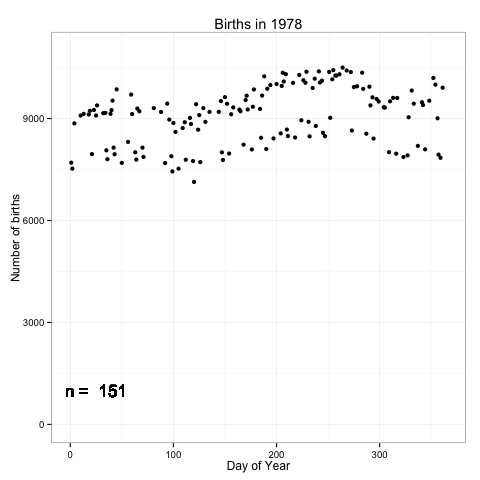 Births in 1978
Number of births
9000
6000
3000
0
n = 151
0 100 200 300
Day of Year